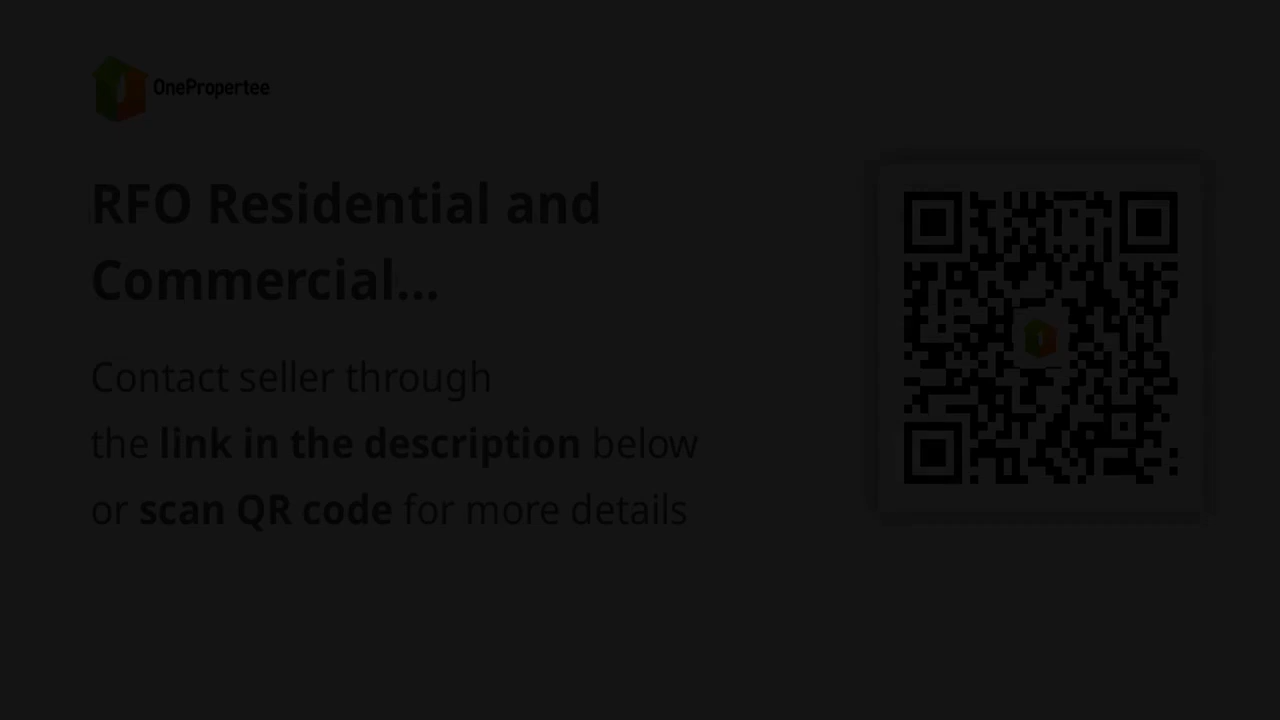 OnePropertee
RFO Residential and
Commercial...
Contact seller through
the link in the description below
or scan QR code for more details